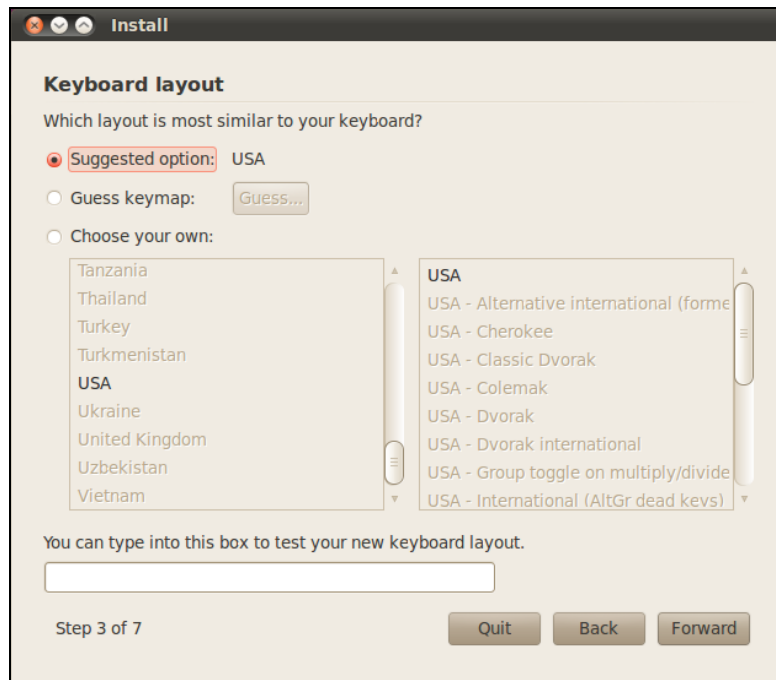 Install
Keyboard layout
Which layout is most similar to your keyboard?
Suggested option: USA
Guess keymap: Guess...
Choose your own:
Tanzania
Thailand
Turkey
Turkmenistan
USA
Ukraine
United Kingdom
Uzbekistan
Vietnam
USA
USA - Alternative international (forme
USA - Cherokee
USA - Classic Dvorak
USA - Colemak
USA - Dvorak
USA - Dvorak international
USA - Group toggle on multiply/divide
USA - International (AltGr dead keys)
You can type into this box to test your new keyboard layout.
Step 3 of 7
Quit
Back
Forward